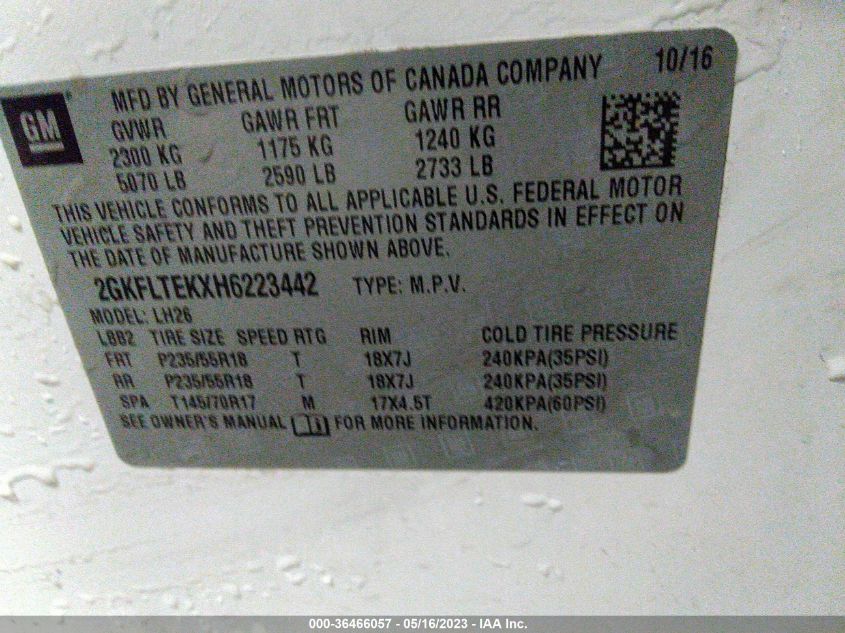 10/16
MFD BY GENERAL MOTORS OF CANADA COMPANY
GM
GVWR GAWR FRT GAWR RR
2300 KG 1175 KG 1240 KG
5070 LB 2590 LB 2733 LB
THIS VEHICLE CONFORMS TO ALL APPLICABLE U.S. FEDERAL MOTOR
VEHICLE SAFETY AND THEFT PREVENTION STANDARDS IN EFFECT ON
THE DATE OF MANUFACTURE SHOWN ABOVE.
2GKFLTEKXH6223442 TYPE: M.P.V.
MODEL: LH26
LBB2 TIRE SIZE SPEED RTG RIM COLD TIRE PRESSURE
FRT P235/55R18 T 18X7J 240KPA(35PSI)
RR P235/55R18 T 18X7J 240KPA(35PSI)
SPA T145/70R17 M 17X4.5T 420KPA(60PSI)
SEE OWNER'S MANUAL FOR MORE INFORMATION.
000-36466057 - 05/16/2023 - IAA Inc.